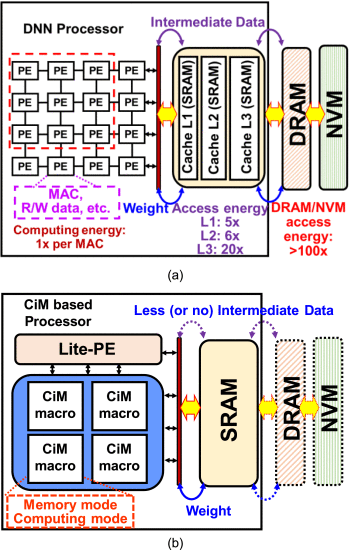 Intermediate Data
DNN Processor
PE PE PE PE
PE PE PE PE
PE PE PE PE
PE PE PE PE
Cache L1 (SRAM)
Cache L2 (SRAM)
Cache L3 (SRAM)
DRAM
NVM
MAC,
R/W data, etc.
Computing energy:
1x per MAC
Weight
Access energy
L1: 5x
L2: 6x
L3: 20x
DRAM/NVM
access
energy:
>100x
(a)
CiM based
Processor
Less (or no) Intermediate Data
Lite-PE
CiM
macro
CiM
macro
CiM
macro
CiM
macro
SRAM
DRAM
NVM
Memory mode
Computing mode
Weight
(b)